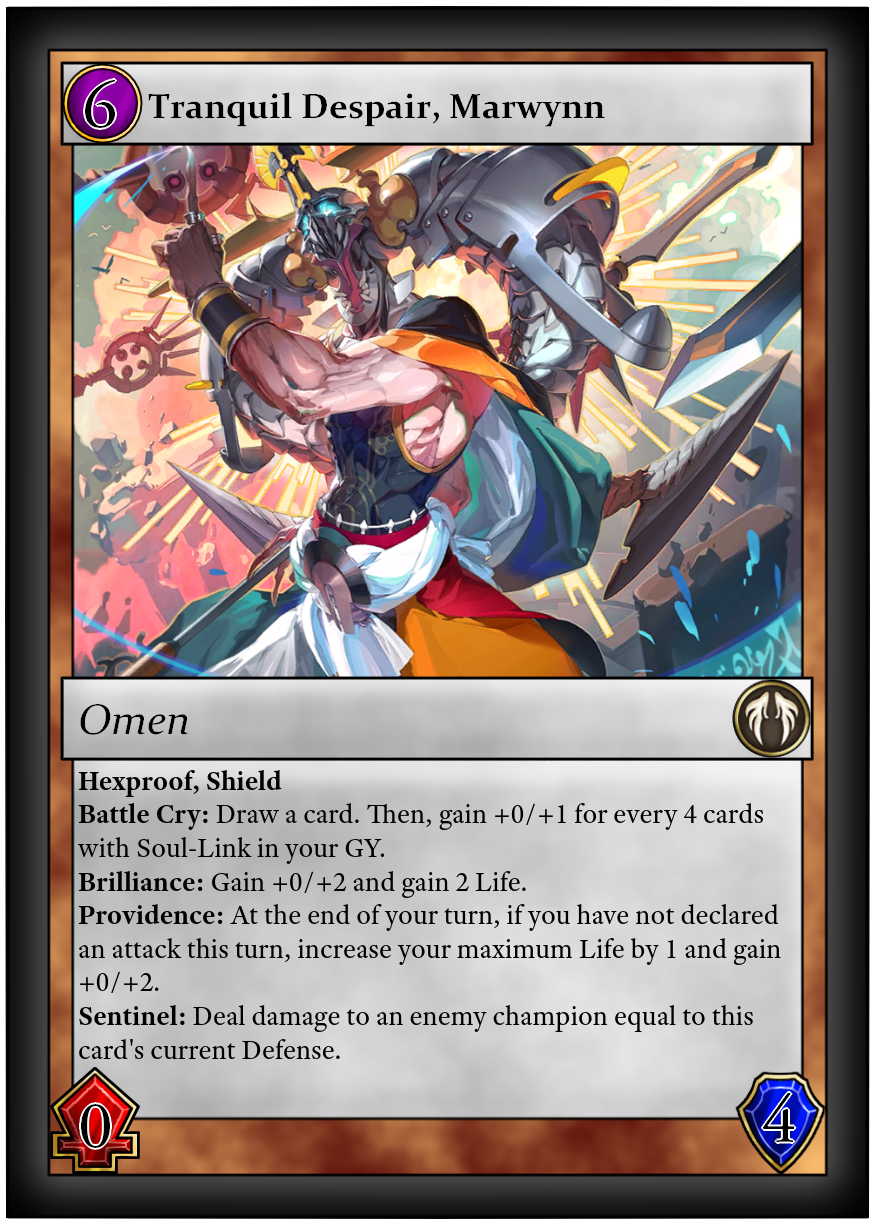 6
Tranquil Despair, Marwynn
Omen
Hexproof, Shield
Battle Cry: Draw a card. Then, gain +0/+1 for every 4 cards
with Soul-Link in your GY.
Brilliance: Gain +0/+2 and gain 2 Life.
Providence: At the end of your turn, if you have not declared
an attack this turn, increase your maximum Life by 1 and gain
+0/+2.
Sentinel: Deal damage to an enemy champion equal to this
card's current Defense.
0
4